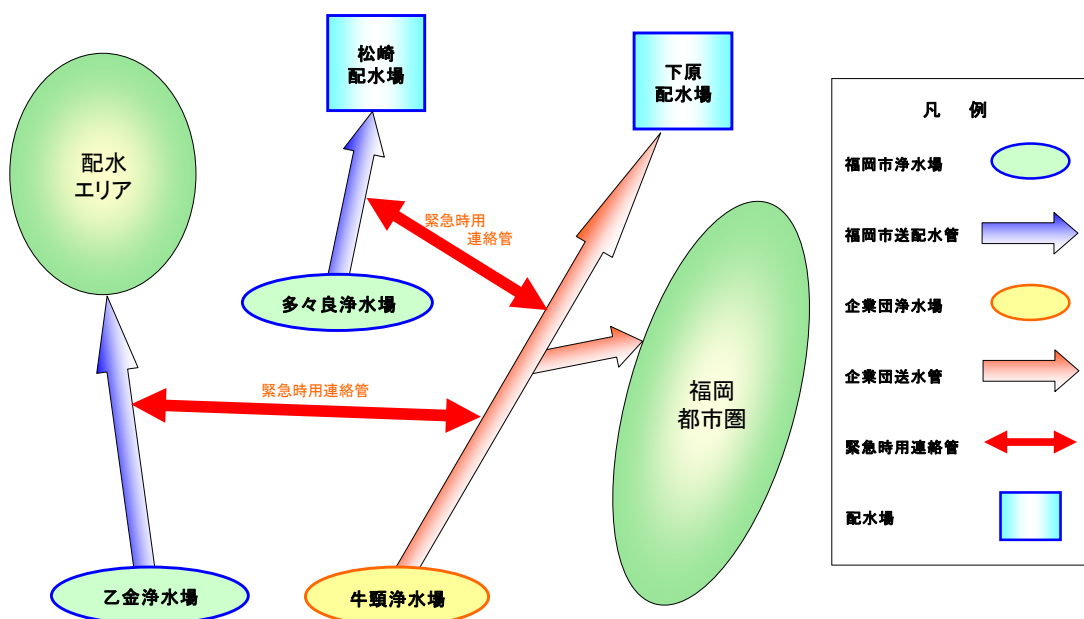 松崎
配水場
下原
配水場
配水
エリア
緊急時用
連絡管
多々良浄水場
緊急時用連絡管
福岡
都市圏
乙金浄水場
牛頸浄水場
凡 例
福岡市浄水場
福岡市送配水管
企業団浄水場
企業団送水管
緊急時用連絡管
配水場